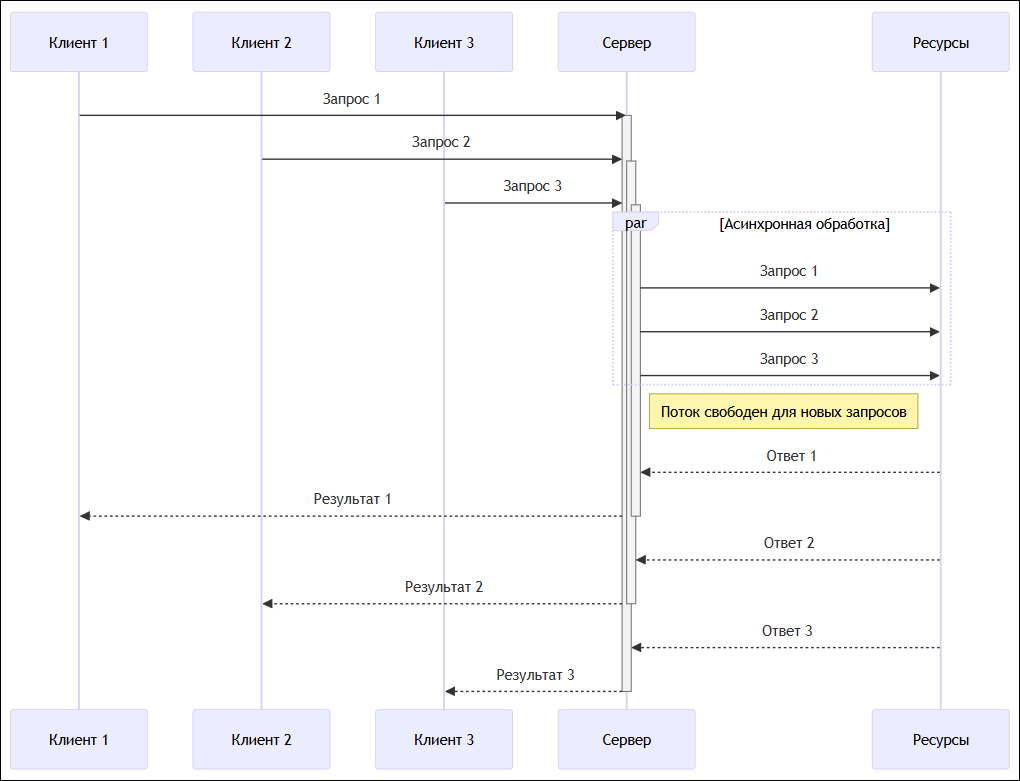 Клиент 1
Клиент 2
Клиент 3
Сервер
Ресурсы
Запрос 1
Запрос 2
Запрос 3
par
[Асинхронная обработка]
Запрос 1
Запрос 2
Запрос 3
Поток свободен для новых запросов
Ответ 1
Результат 1
Ответ 2
Результат 2
Ответ 3
Результат 3
Клиент 1
Клиент 2
Клиент 3
Сервер
Ресурсы